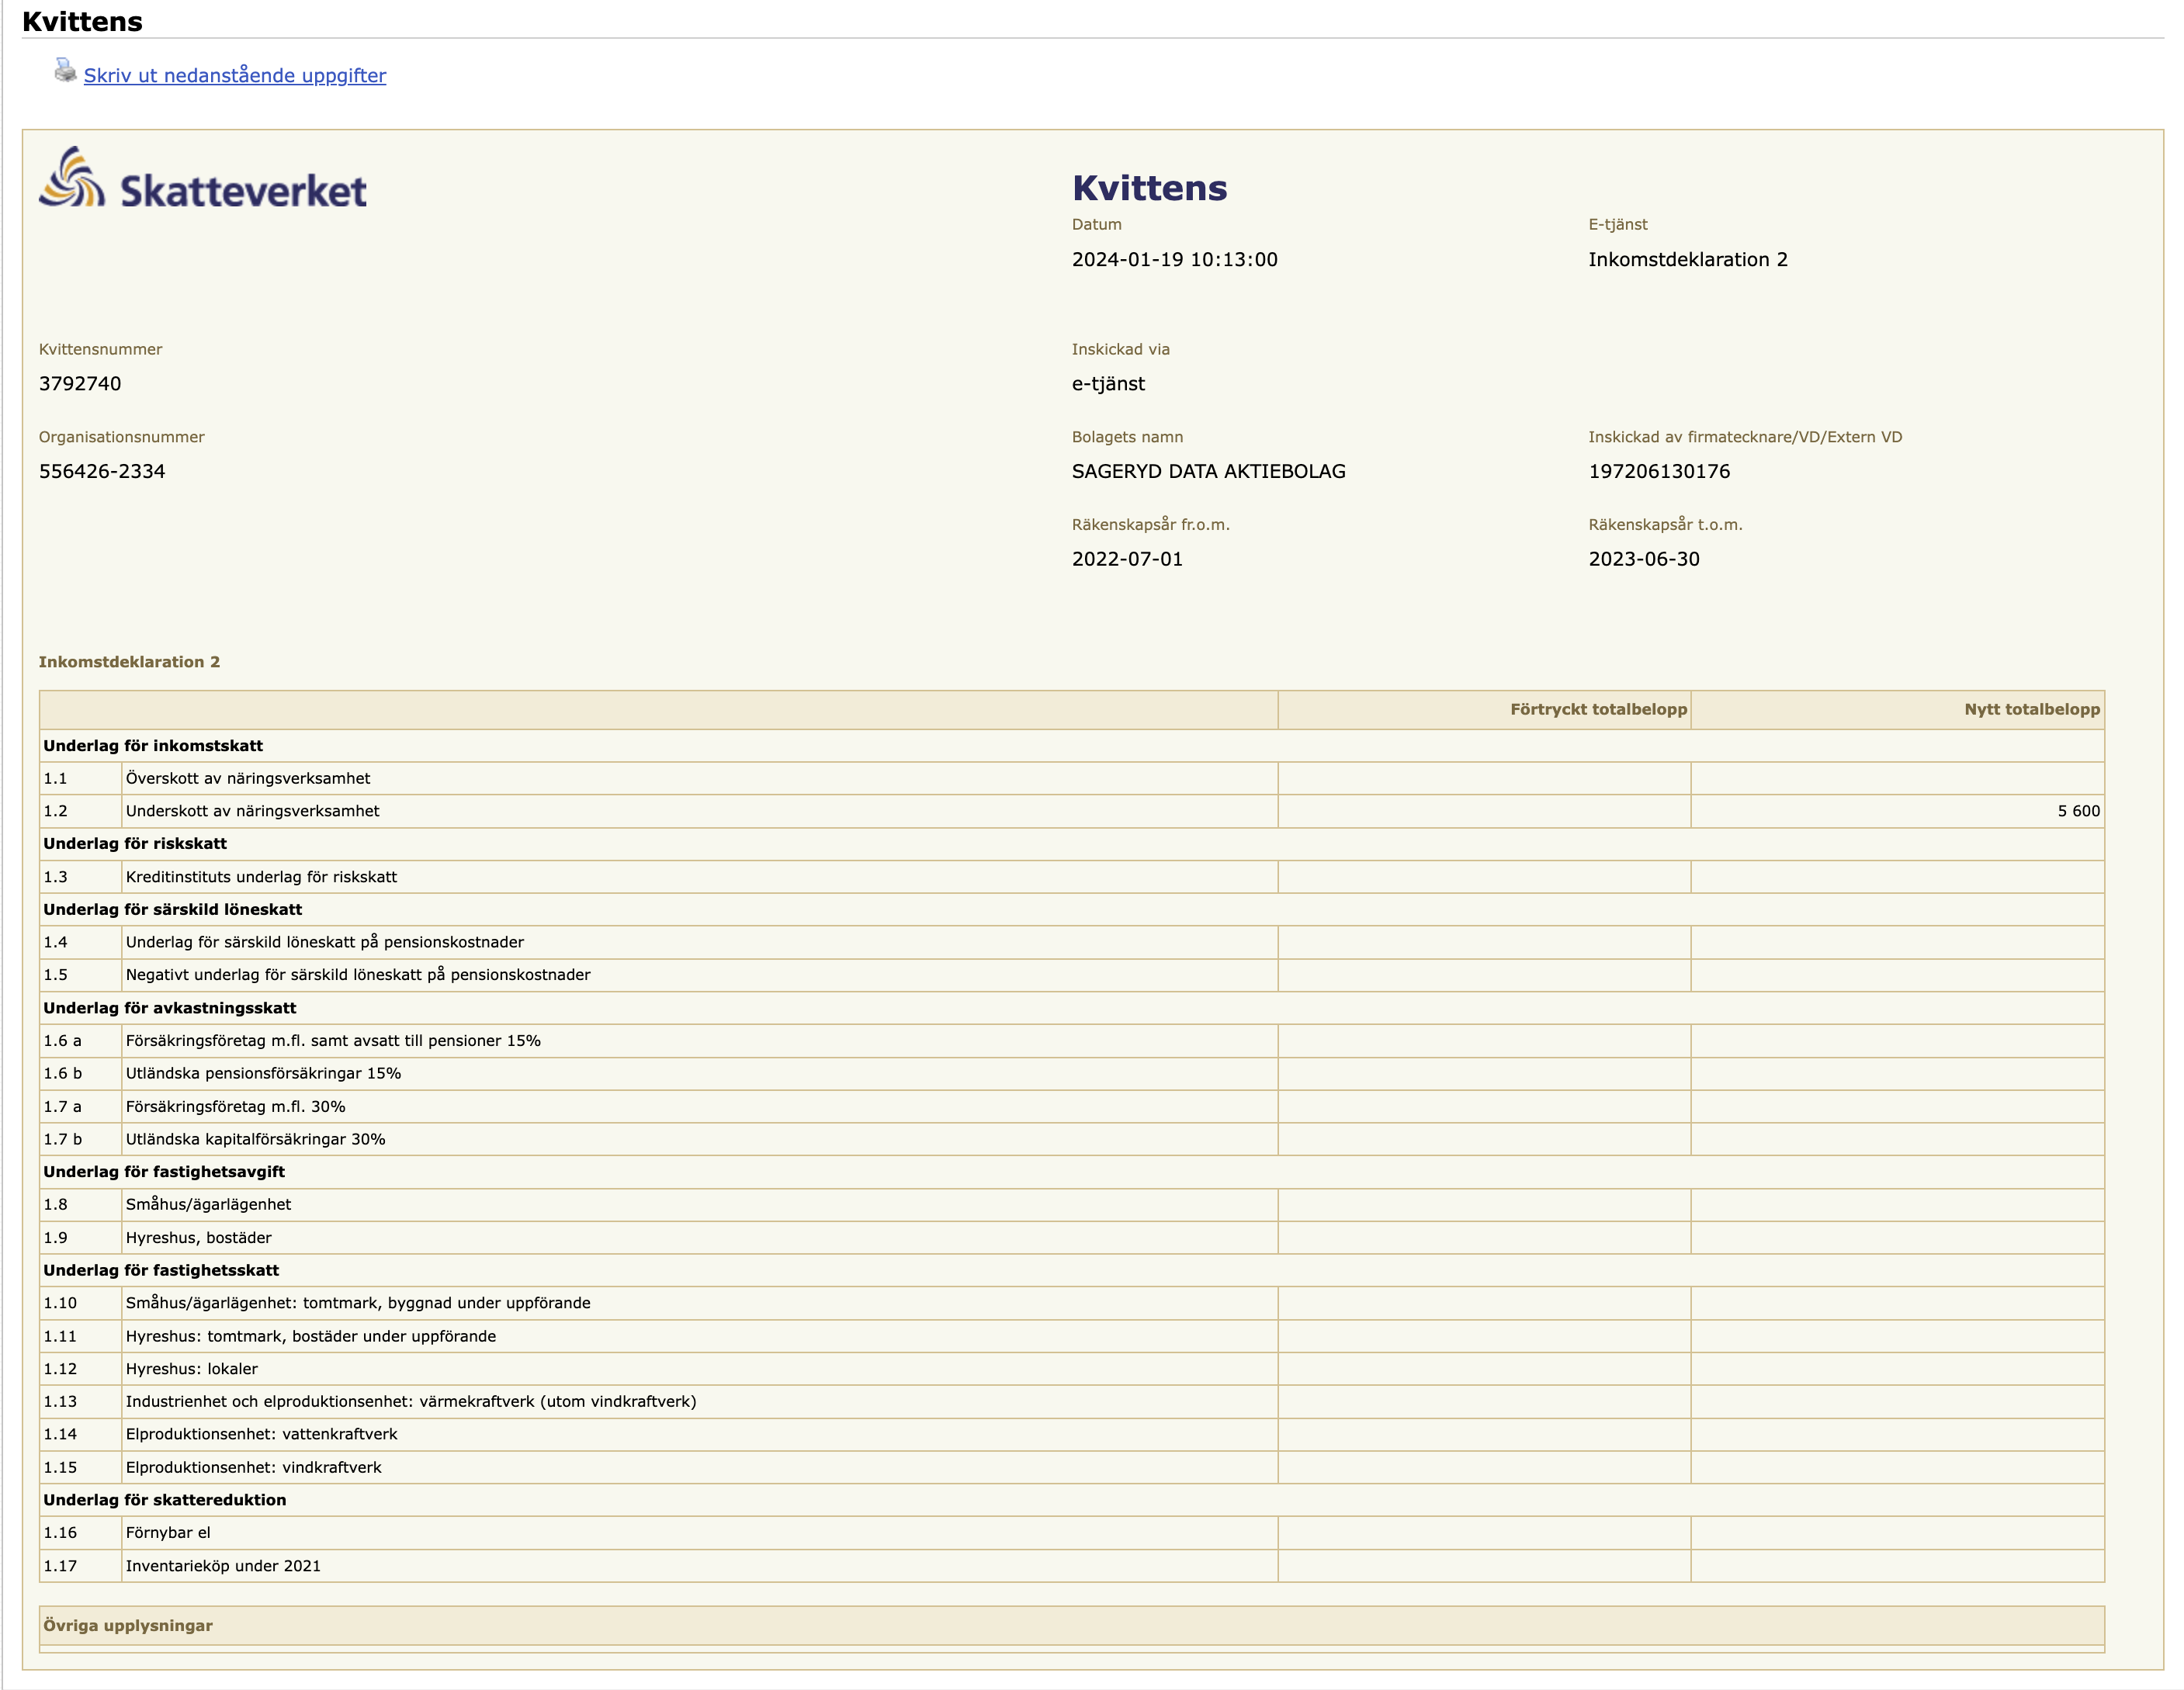 Kvittens
Skriv ut nedanstående uppgifter
Skatteverket
Kvittens
Datum E-tjänst
2024-01-19 10:13:00 Inkomstdeklaration 2
Kvittensnummer Inskickad via
3792740 e-tjänst
Organisationsnummer Bolagets namn Inskickad av firmatecknare/VD/Extern VD
556426-2334 SAGERYD DATA AKTIEBOLAG 197206130176
Räkenskapsår fr.o.m. Räkenskapsår t.o.m.
2022-07-01 2023-06-30
Inkomstdeklaration 2
Förtryckt totalbelopp Nytt totalbelopp
Underlag för inkomstskatt
1.1 Överskott av näringsverksamhet
1.2 Underskott av näringsverksamhet 5 600
Underlag för riskskatt
1.3 Kreditinstituts underlag för riskskatt
Underlag för särskild löneskatt
1.4 Underlag för särskild löneskatt på pensionskostnader
1.5 Negativt underlag för särskild löneskatt på pensionskostnader
Underlag för avkastningsskatt
1.6 a Försäkringsföretag m.fl. samt avsatt till pensioner 15%
1.6 b Utländska pensionsförsäkringar 15%
1.7 a Försäkringsföretag m.fl. 30%
1.7 b Utländska kapitalförsäkringar 30%
Underlag för fastighetsavgift
1.8 Småhus/ägarlägenhet
1.9 Hyreshus, bostäder
Underlag för fastighetsskatt
1.10 Småhus/ägarlägenhet: tomtmark, byggnad under uppförande
1.11 Hyreshus: tomtmark, bostäder under uppförande
1.12 Hyreshus: lokaler
1.13 Industrienhet och elproduktionsenhet: värmekraftverk (utom vindkraftverk)
1.14 Elproduktionsenhet: vattenkraftverk
1.15 Elproduktionsenhet: vindkraftverk
Underlag för skattereduktion
1.16 Förnybar el
1.17 Inventarieköp under 2021
Övriga upplysningar